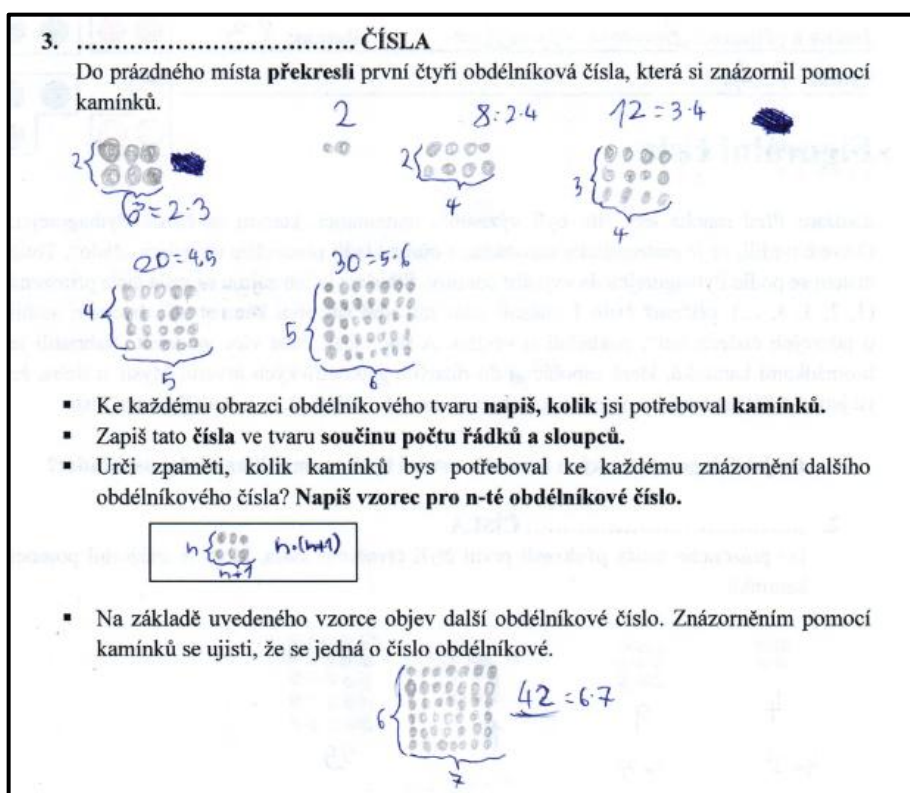 3. ........................................ ČÍSLA
Do prázdného místa překresli první čtyři obdélníková čísla, která si znázornil pomocí
kamínků.
2 8=2·4 12=3·4
2 2 3
6=2·3 4 4
20=4,5 30=5·6
4 5
5 6
▪ Ke každému obrazci obdélníkového tvaru napiš, kolik jsi potřeboval kamínků.
▪ Zapiš tato čísla ve tvaru součinu počtu řádků a sloupců.
▪ Urči zpaměti, kolik kamínků bys potřeboval ke každému znázornění dalšího
obdélníkového čísla? Napiš vzorec pro n-té obdélníkové číslo.
n n·(n+1)
n+1
▪ Na základě uvedeného vzorce objev další obdélníkové číslo. Znázorněním pomocí
kamínků se ujisti, že se jedná o číslo obdélníkové.
6 42=6·7
7